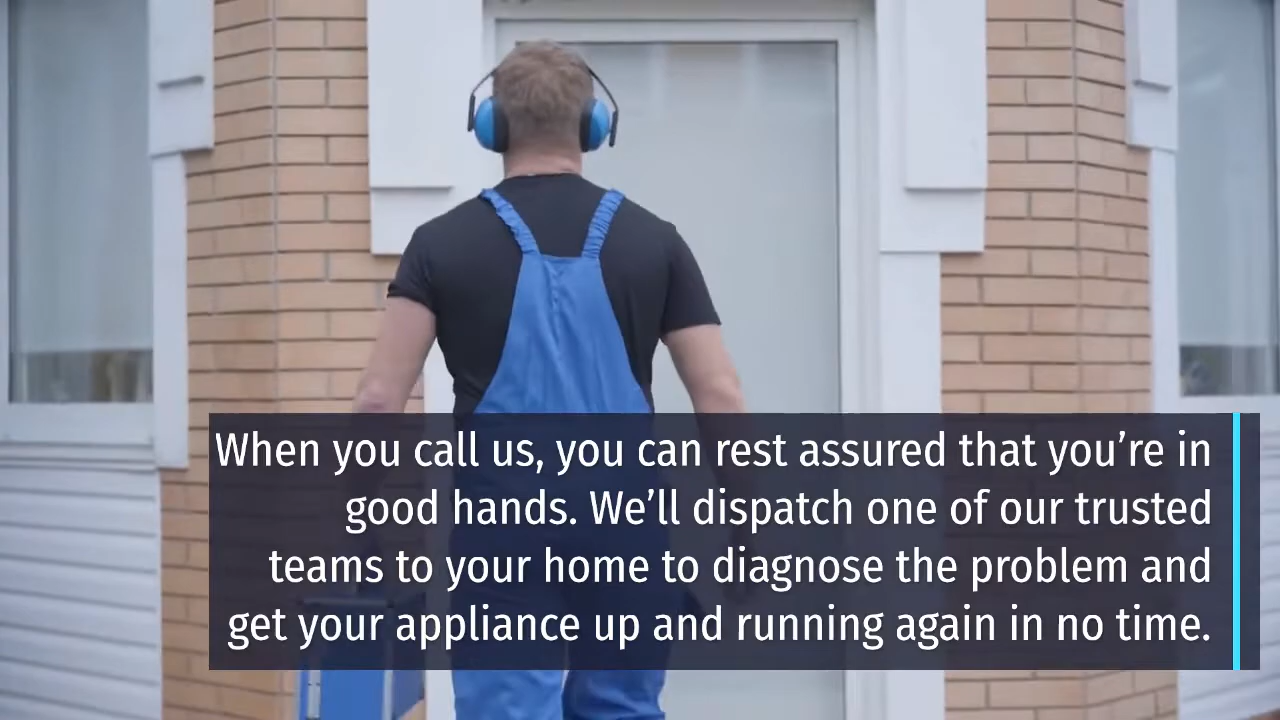 When you call us, you can rest assured that you’re in
good hands. We’ll dispatch one of our trusted
teams to your home to diagnose the problem and
get your appliance up and running again in no time.